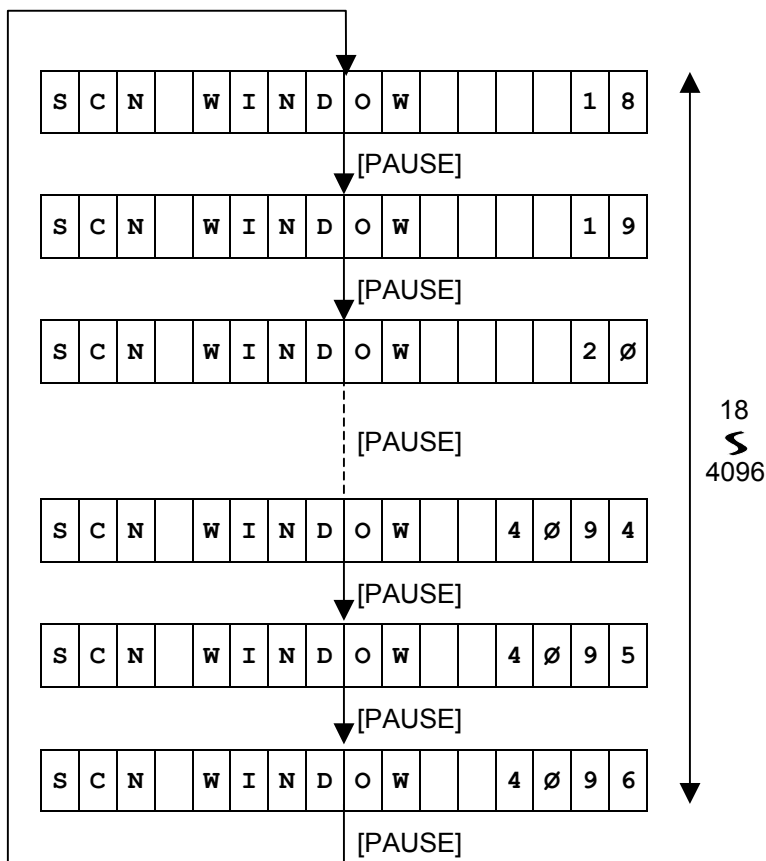 SCN WINDOW 18
[PAUSE]
SCN WINDOW 19
[PAUSE]
SCN WINDOW 2Ø
[PAUSE]
18
4096
SCN WINDOW 4Ø94
[PAUSE]
SCN WINDOW 4Ø95
[PAUSE]
SCN WINDOW 4Ø96
[PAUSE]